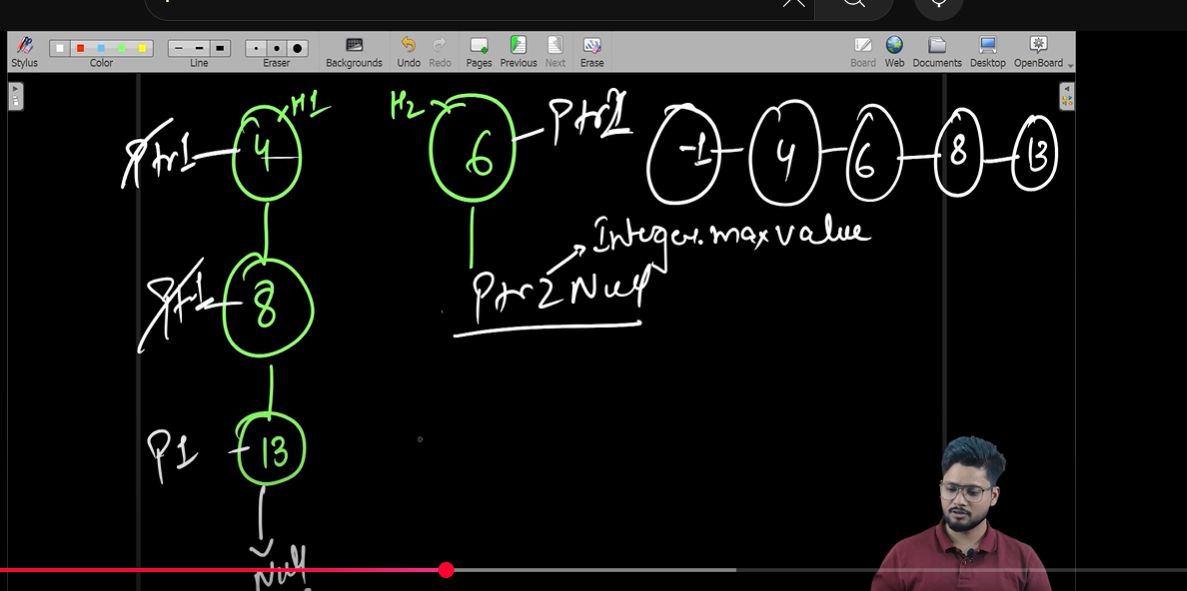 Stylus
Color
Line
Eraser
Backgrounds
Undo
Redo
Pages
Previous
Next
Erase
Board
Web
Documents
Desktop
OpenBoard
Ptr1 4 H1
H2 6
-1 4 6 8 13
Integer.maxvalue
Ptr1 8
Ptr2 Null
P1 13
Null